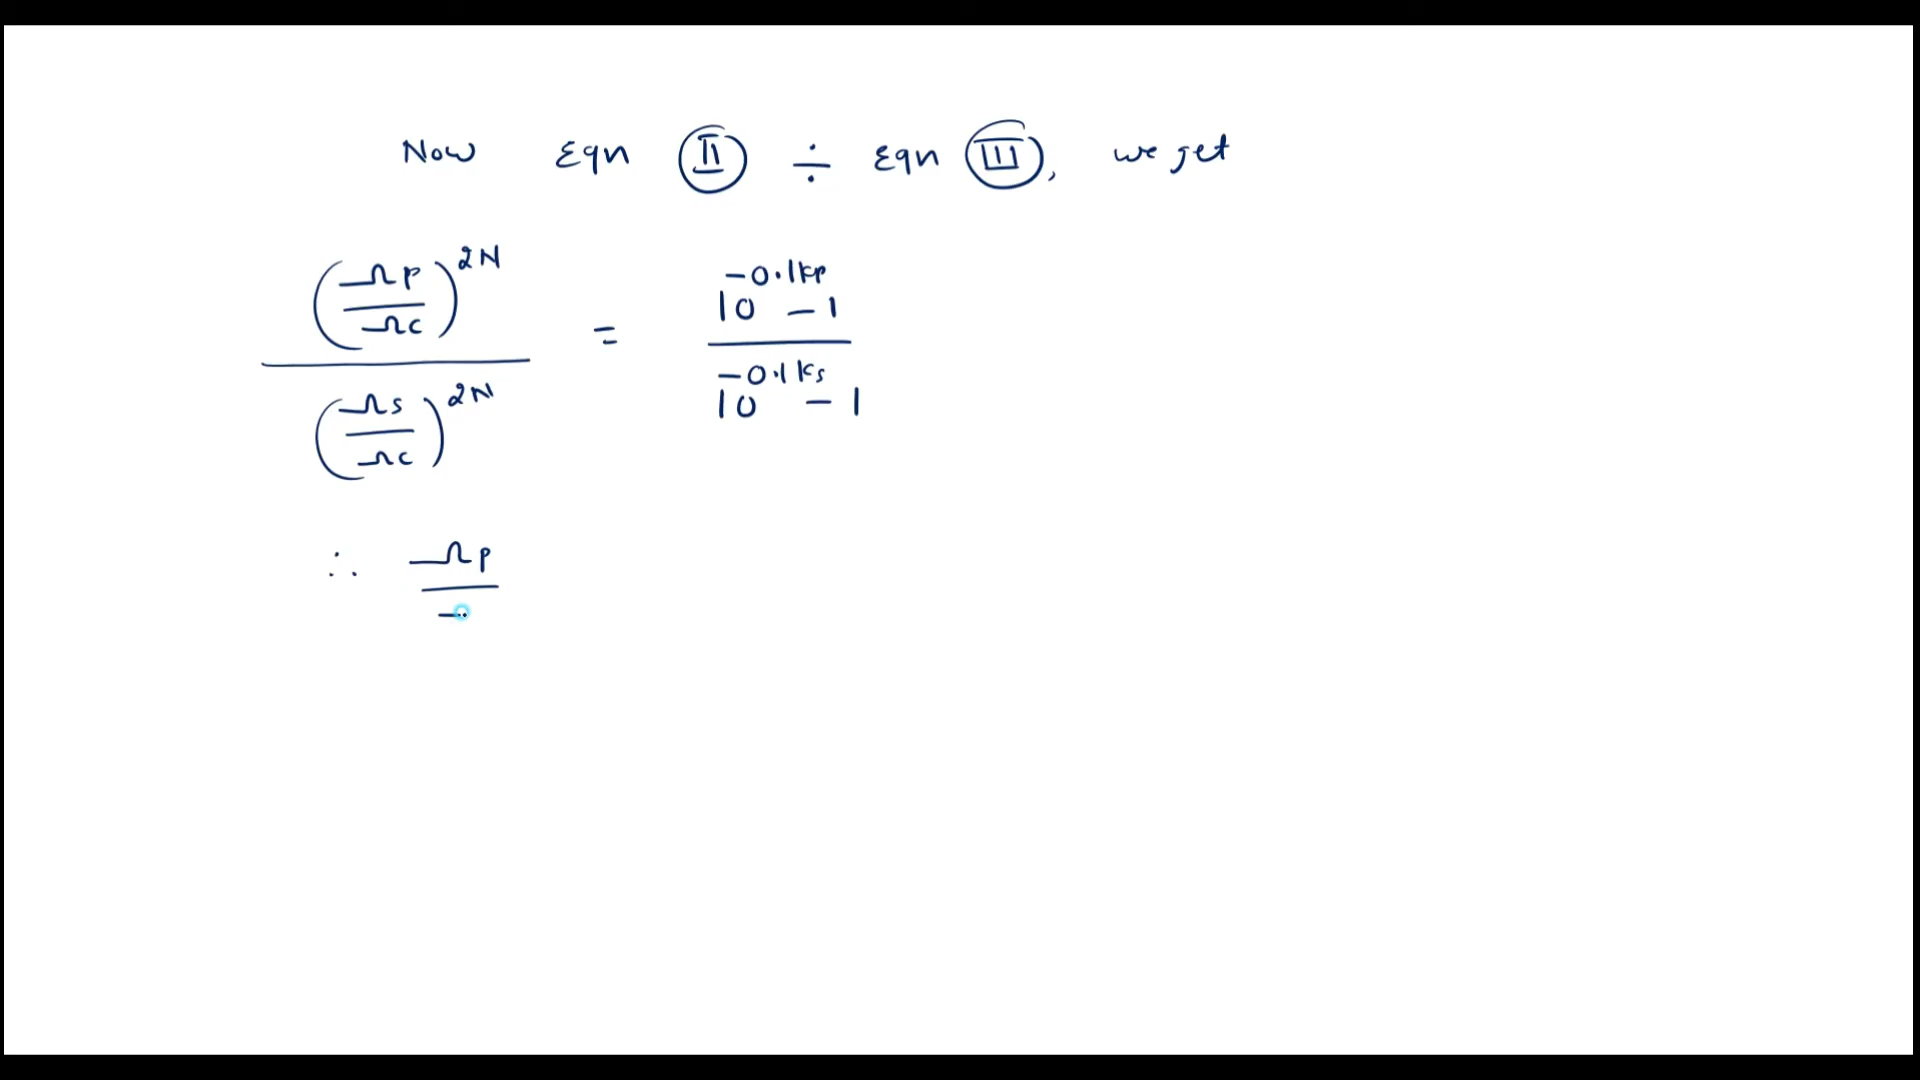 Now Eqn II ÷ Eqn III, we get
(Ωp/Ωc)^2N / (Ωs/Ωc)^2N = 10^-0.1kp - 1 / 10^-0.1ks - 1
∴ Ωp